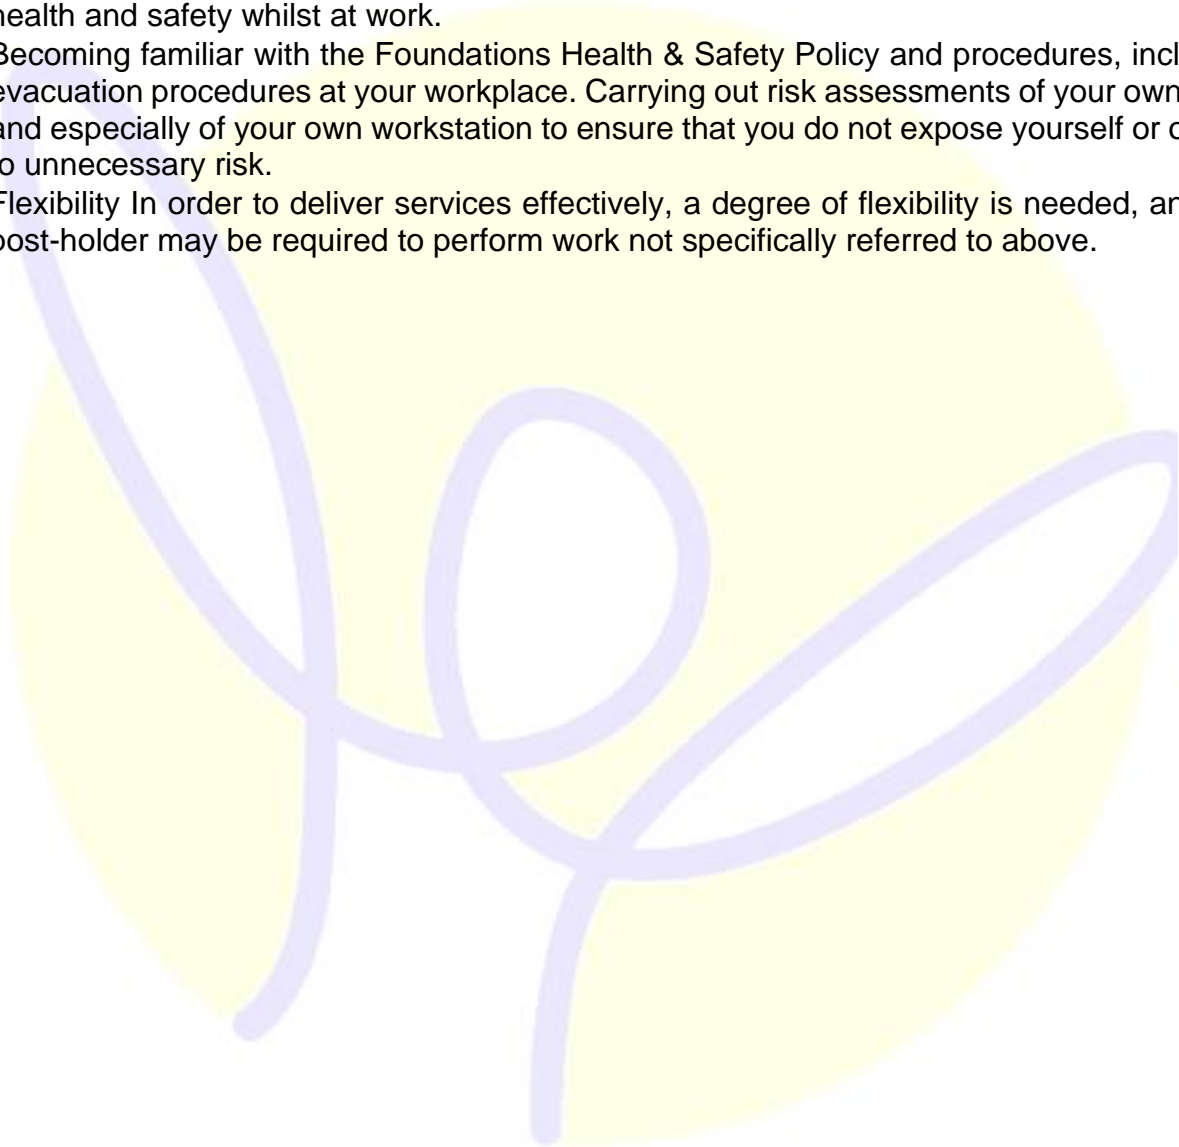 health and safety whilst at work.
Becoming familiar with the Foundations Health & Safety Policy and procedures, incl
evacuation procedures at your workplace. Carrying out risk assessments of your own
and especially of your own workstation to ensure that you do not expose yourself or o
to unnecessary risk.
Flexibility In order to deliver services effectively, a degree of flexibility is needed, an
post-holder may be required to perform work not specifically referred to above.